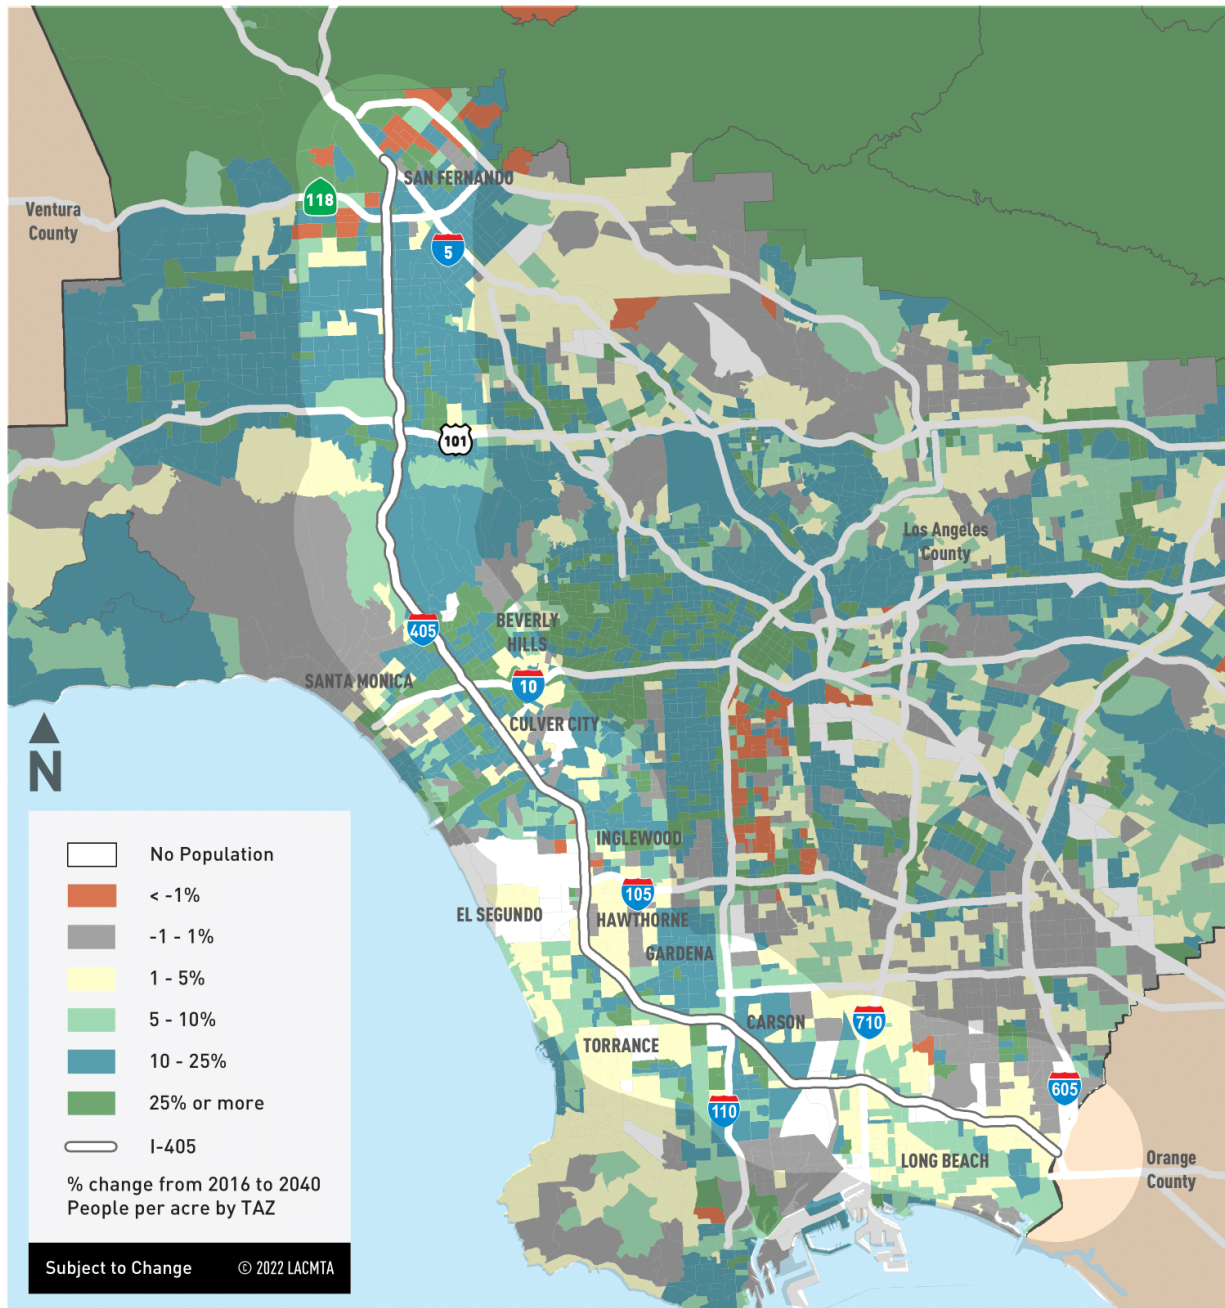 SAN FERNANDO
118
Ventura
County
5
101
Los Angeles
County
BEVERLY
HILLS
405
SANTA MONICA
10
CULVER CITY
N
INGLEWOOD
105
EL SEGUNDO
HAWTHORNE
GARDENA
CARSON
710
TORRANCE
605
110
LONG BEACH
Orange
County
No Population
< -1%
-1 - 1%
1 - 5%
5 - 10%
10 - 25%
25% or more
I-405
% change from 2016 to 2040
People per acre by TAZ
Subject to Change © 2022 LACMTA